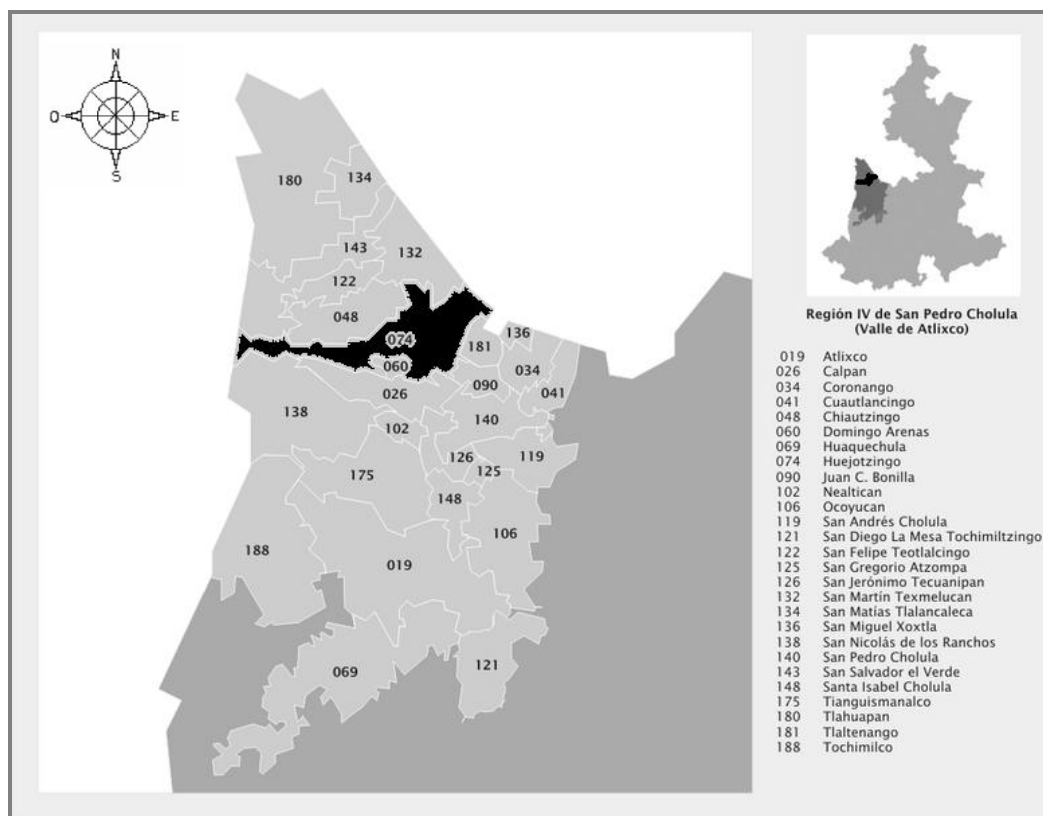 N
O
E
S
180
134
143
132
122
048
074
136
181
060
034
090
026
041
138
102
140
126
119
175
125
148
106
188
019
121
069
Región IV de San Pedro Cholula
(Valle de Atlixco)
019 Atlixco
026 Calpan
034 Coronango
041 Cuautlancingo
048 Chiautzingo
060 Domingo Arenas
069 Huaquechula
074 Huejotzingo
090 Juan C. Bonilla
102 Nealtican
106 Ocoyucan
119 San Andrés Cholula
121 San Diego La Mesa Tochimiltzingo
122 San Felipe Teotlalcingo
125 San Gregorio Atzompa
126 San Jerónimo Tecuanipan
132 San Martín Texmelucan
134 San Matías Tlalancaleca
136 San Miguel Xoxtla
138 San Nicolás de los Ranchos
140 San Pedro Cholula
143 San Salvador el Verde
148 Santa Isabel Cholula
175 Tianguismanalco
180 Tlahuapan
181 Tlaltenango
188 Tochimilco